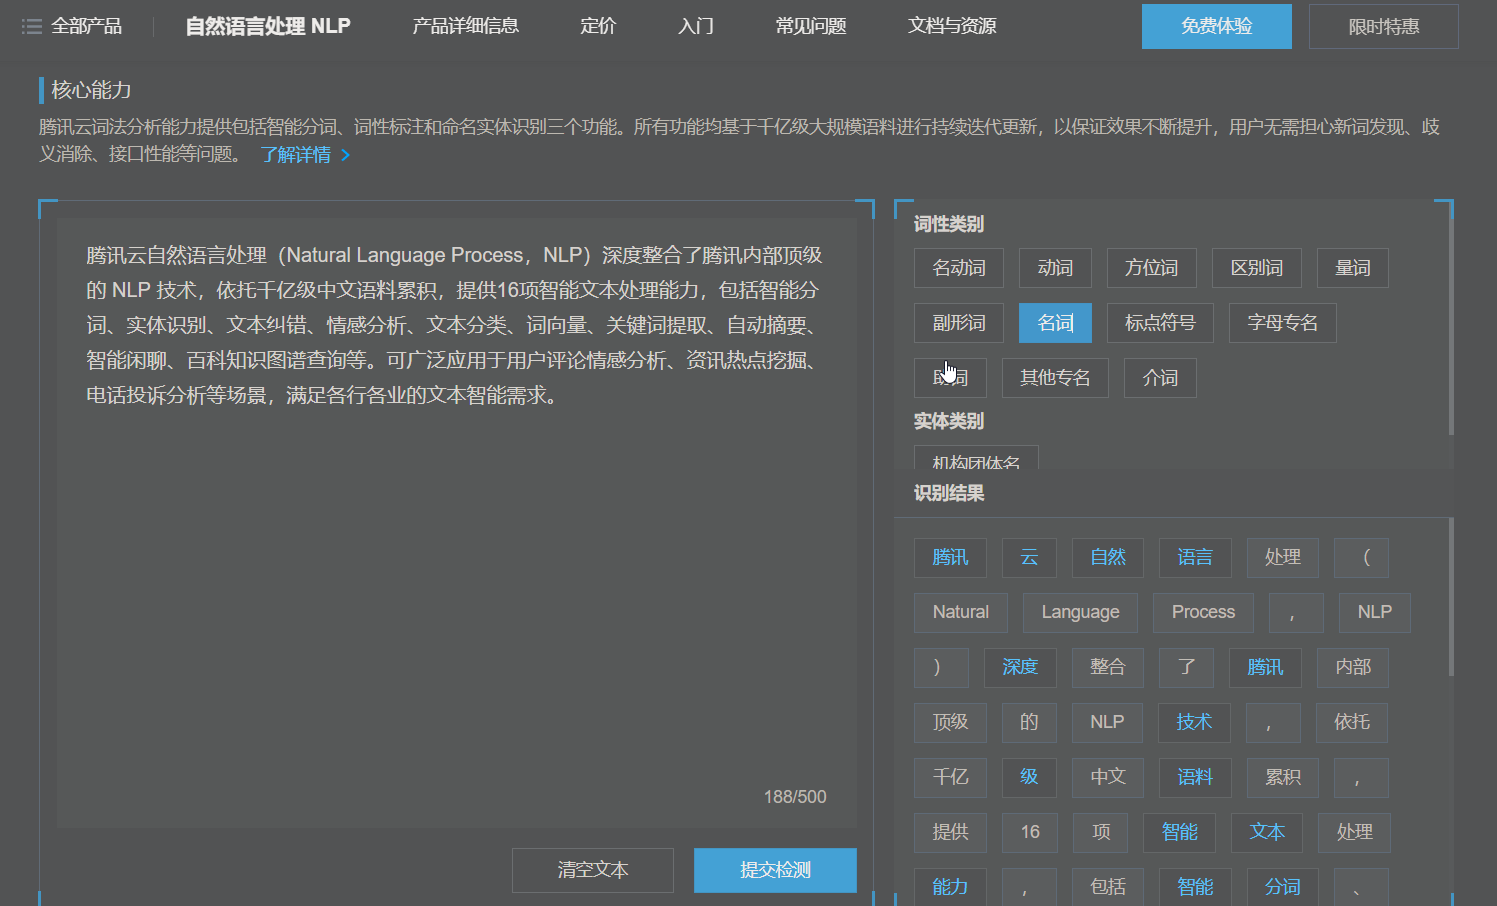 全部产品 自然语言处理 NLP 产品详细信息 定价 入门 常见问题 文档与资源 免费体验 限时特惠
核心能力
腾讯云词法分析能力提供包括智能分词、词性标注和命名实体识别三个功能。所有功能均基于千亿级大规模语料进行持续迭代更新，以保证效果不断提升，用户无需担心新词发现、歧
义消除、接口性能等问题。 了解详情 >
腾讯云自然语言处理（Natural Language Process，NLP）深度整合了腾讯内部顶级
的 NLP 技术，依托千亿级中文语料累积，提供16项智能文本处理能力，包括智能分
词、实体识别、文本纠错、情感分析、文本分类、词向量、关键词提取、自动摘要、
智能闲聊、百科知识图谱查询等。可广泛应用于用户评论情感分析、资讯热点挖掘、
电话投诉分析等场景，满足各行各业的文本智能需求。
188/500
清空文本 提交检测
词性类别
名动词 动词 方位词 区别词 量词
副形词 名词 标点符号 字母专名
助词 其他专名 介词
实体类别
机构团体名
识别结果
腾讯 云 自然 语言 处理 （
Natural Language Process ， NLP
） 深度 整合 了 腾讯 内部
顶级 的 NLP 技术 ， 依托
千亿 级 中文 语料 累积 ，
提供 16 项 智能 文本 处理
能力 ， 包括 智能 分词 、